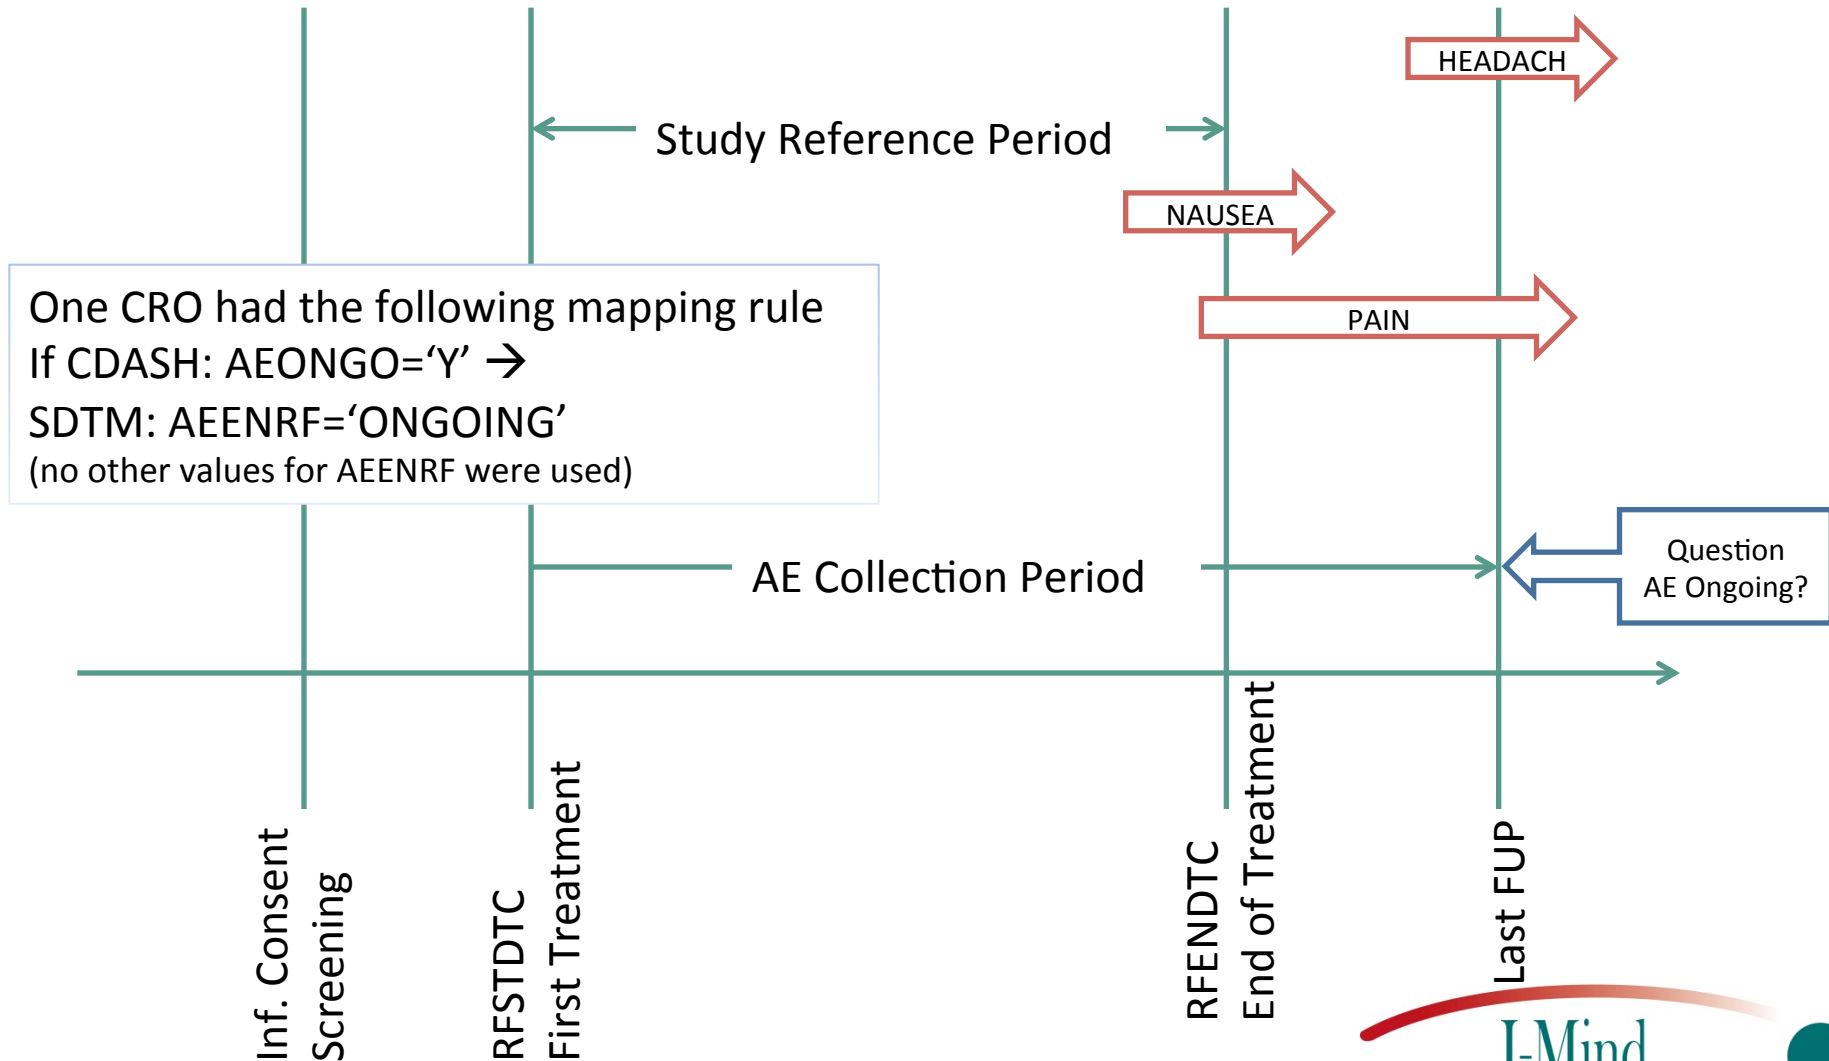 HEADACH
Study Reference Period
NAUSEA
One CRO had the following mapping rule
If CDASH: AEONGO=‘Y’ →
SDTM: AEENRF=‘ONGOING’
(no other values for AEENRF were used)
PAIN
AE Collection Period
Question
AE Ongoing?
Inf. Consent
Screening
RFSTDTC
First Treatment
RFENDTC
End of Treatment
Last FUP
I-Mind